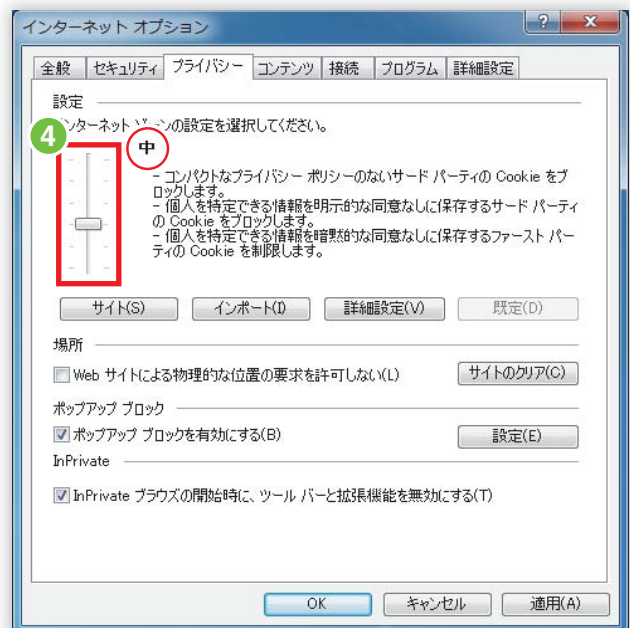 インターネット オプション
全般 セキュリティ プライバシー コンテンツ 接続 プログラム 詳細設定
設定
ンターネット ゾーンの設定を選択してください。
4
中
- コンパクトなプライバシー ポリシーのないサード パーティの Cookie をブ
ロックします。
- 個人を特定できる情報を明示的な同意なしに保存するサード パーティ
の Cookie をブロックします。
- 個人を特定できる情報を暗黙的な同意なしに保存するファースト パー
ティの Cookie を制限します。
サイト(S) インポート(I) 詳細設定(V) 既定(D)
場所
Web サイトによる物理的な位置の要求を許可しない(L) サイトのクリア(C)
ポップアップ ブロック
ポップアップ ブロックを有効にする(B) 設定(E)
InPrivate
InPrivate ブラウズの開始時に、ツール バーと拡張機能を無効にする(T)
OK キャンセル 適用(A)